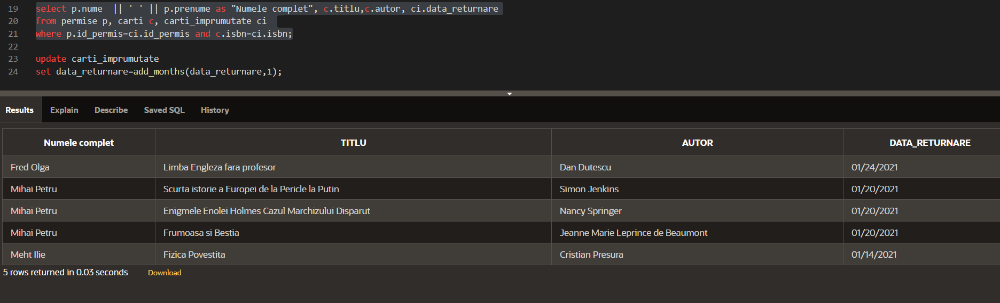 19 select p.nume  || ' ' || p.prenume as "Numele complet", c.titlu,c.autor, ci.data_returnare
20 from permise p, carti c, carti_imprumutate ci
21 where p.id_permis=ci.id_permis and c.isbn=ci.isbn;
22
23 update carti_imprumutate
24 set data_returnare=add_months(data_returnare,1);
Results Explain Describe Saved SQL History
Numele complet TITLU AUTOR DATA_RETURNARE
Fred Olga Limba Engleza fara profesor Dan Dutescu 01/24/2021
Mihai Petru Scurta istorie a Europei de la Pericle la Putin Simon Jenkins 01/20/2021
Mihai Petru Enigmele Enolei Holmes Cazul Marchizului Disparut Nancy Springer 01/20/2021
Mihai Petru Frumoasa si Bestia Jeanne Marie Leprince de Beaumont 01/20/2021
Meht Ilie Fizica Povestita Cristian Presura 01/14/2021
5 rows returned in 0.03 seconds Download